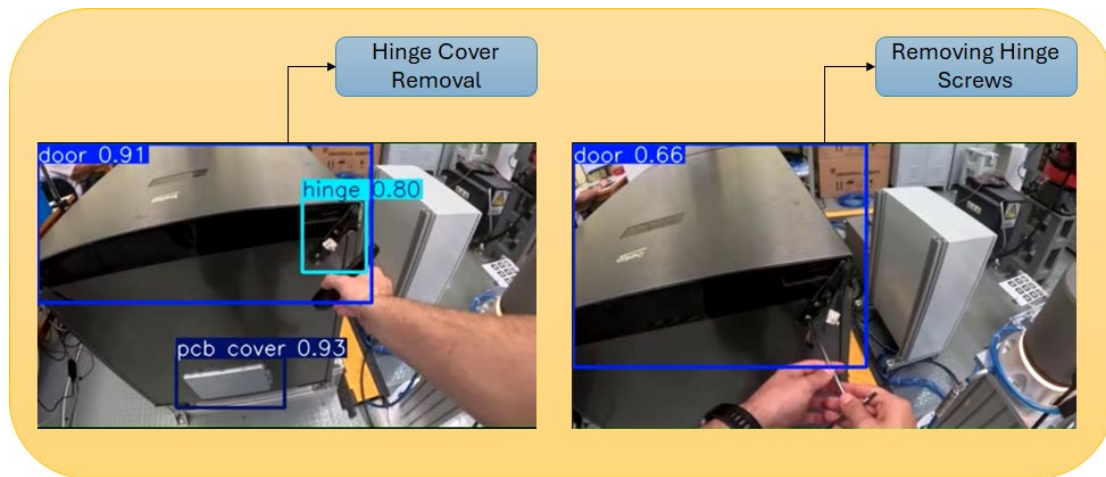 Hinge Cover
Removal
Removing Hinge
Screws
door 0.91
hinge 0.80
pcb cover 0.93
door 0.66